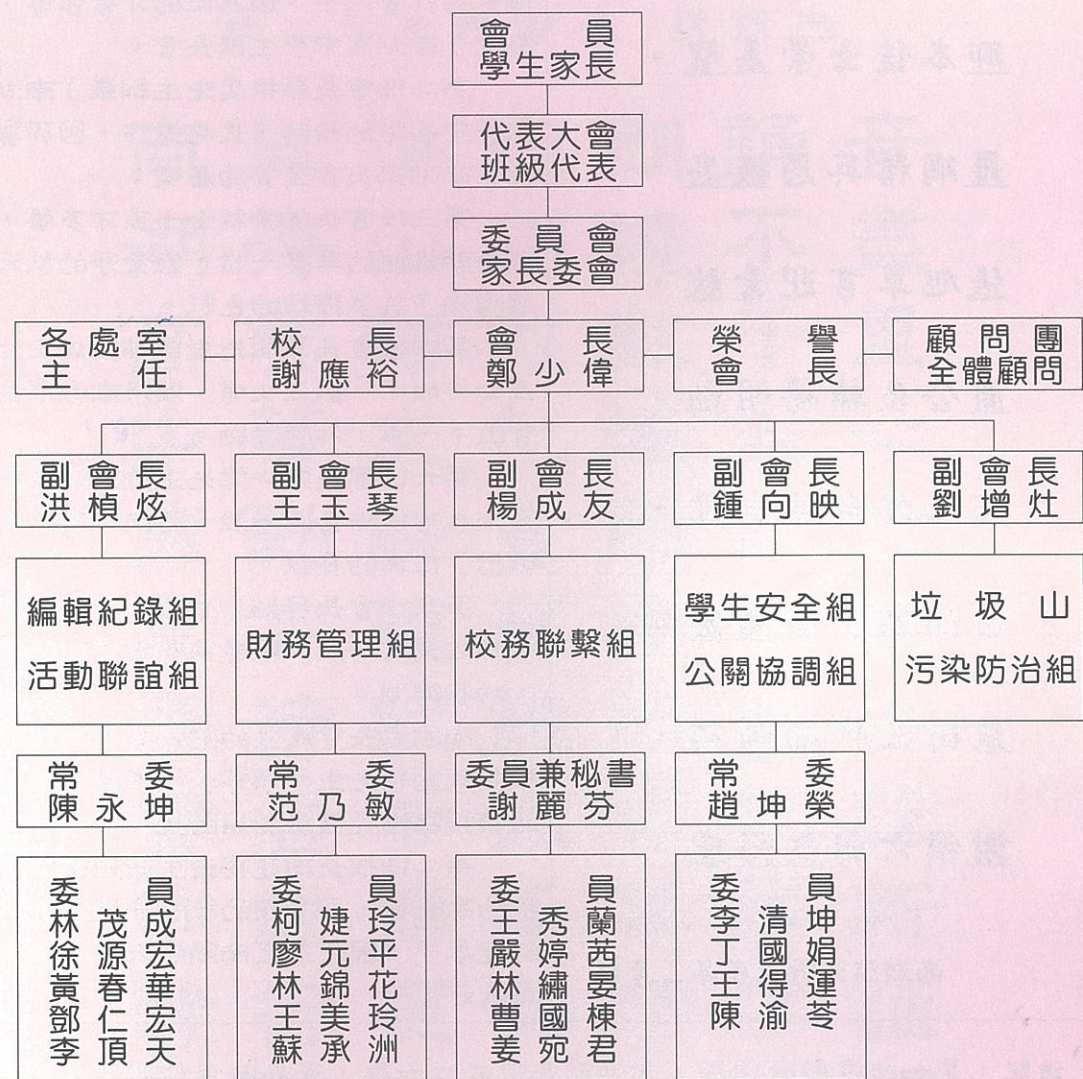 會員
學生家長
代表大會
班級代表
委員會
家長委會
各處室
主任
校長
謝應裕
會長
鄭少偉
榮譽
會長
顧問團
全體顧問
副會長
洪楨炫
副會長
王玉琴
副會長
楊成友
副會長
鍾向映
副會長
劉增灶
編輯紀錄組
活動聯誼組
財務管理組
校務聯繫組
學生安全組
公關協調組
垃圾山
污染防治組
常委
陳永坤
常委
范乃敏
委員兼秘書
謝麗芬
常委
趙坤榮
委員
林茂成
徐源宏
黃春華
鄧仁宏
李頂天
委員
柯婕玲
廖元平
林錦花
王美玲
蘇承洲
委員
王秀蘭
嚴婷茜
林繡晏
曹國棟
姜宛君
委員
李清坤
丁國娟
王得運
陳渝苓